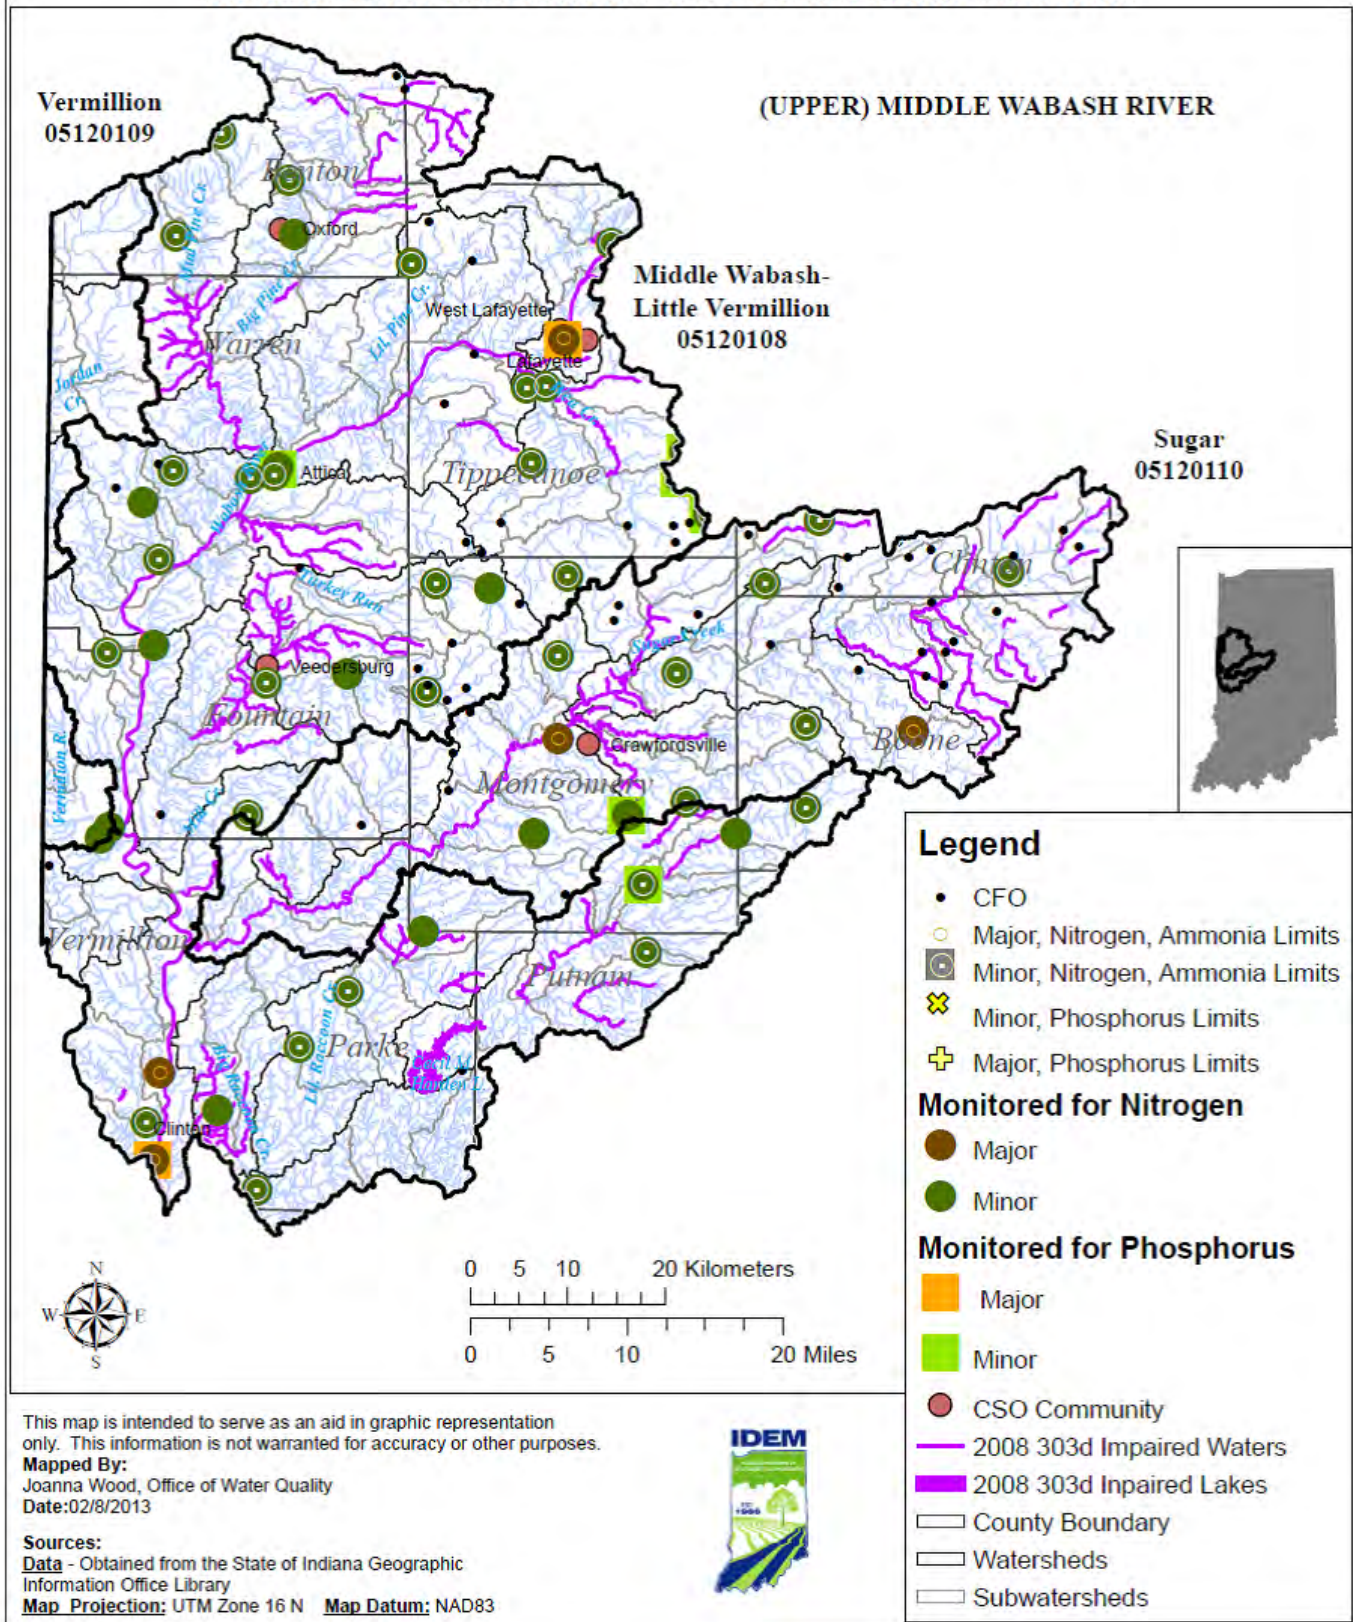 Vermillion
05120109
(UPPER) MIDDLE WABASH RIVER
Benton
Mud Pine Cr.
Oxford
Big Pine Cr.
Middle Wabash-
Little Vermillion
05120108
West Lafayette
Lil. Pine Cr.
Warren
Lafayette
Jordan
Cr.
Sugar
05120110
Attica
Tippecanoe
Clinton
Turkey Run
Sugar Creek
Veedersburg
Fountain
Boone
Crawfordsville
Vermillion R.
Montgomery
Vermillion
Putnam
Lil. Raccoon Cr.
Parke
Clinton
N
W
E
S
0 5 10 20 Kilometers
0 5 10 20 Miles
Legend
CFO
Major, Nitrogen, Ammonia Limits
Minor, Nitrogen, Ammonia Limits
Minor, Phosphorus Limits
Major, Phosphorus Limits
Monitored for Nitrogen
Major
Minor
Monitored for Phosphorus
Major
Minor
CSO Community
2008 303d Impaired Waters
2008 303d Inpaired Lakes
County Boundary
Watersheds
Subwatersheds
This map is intended to serve as an aid in graphic representation
only. This information is not warranted for accuracy or other purposes.
Mapped By:
Joanna Wood, Office of Water Quality
Date:02/8/2013
Sources:
Data - Obtained from the State of Indiana Geographic
Information Office Library
Map Projection: UTM Zone 16 N Map Datum: NAD83
IDEM